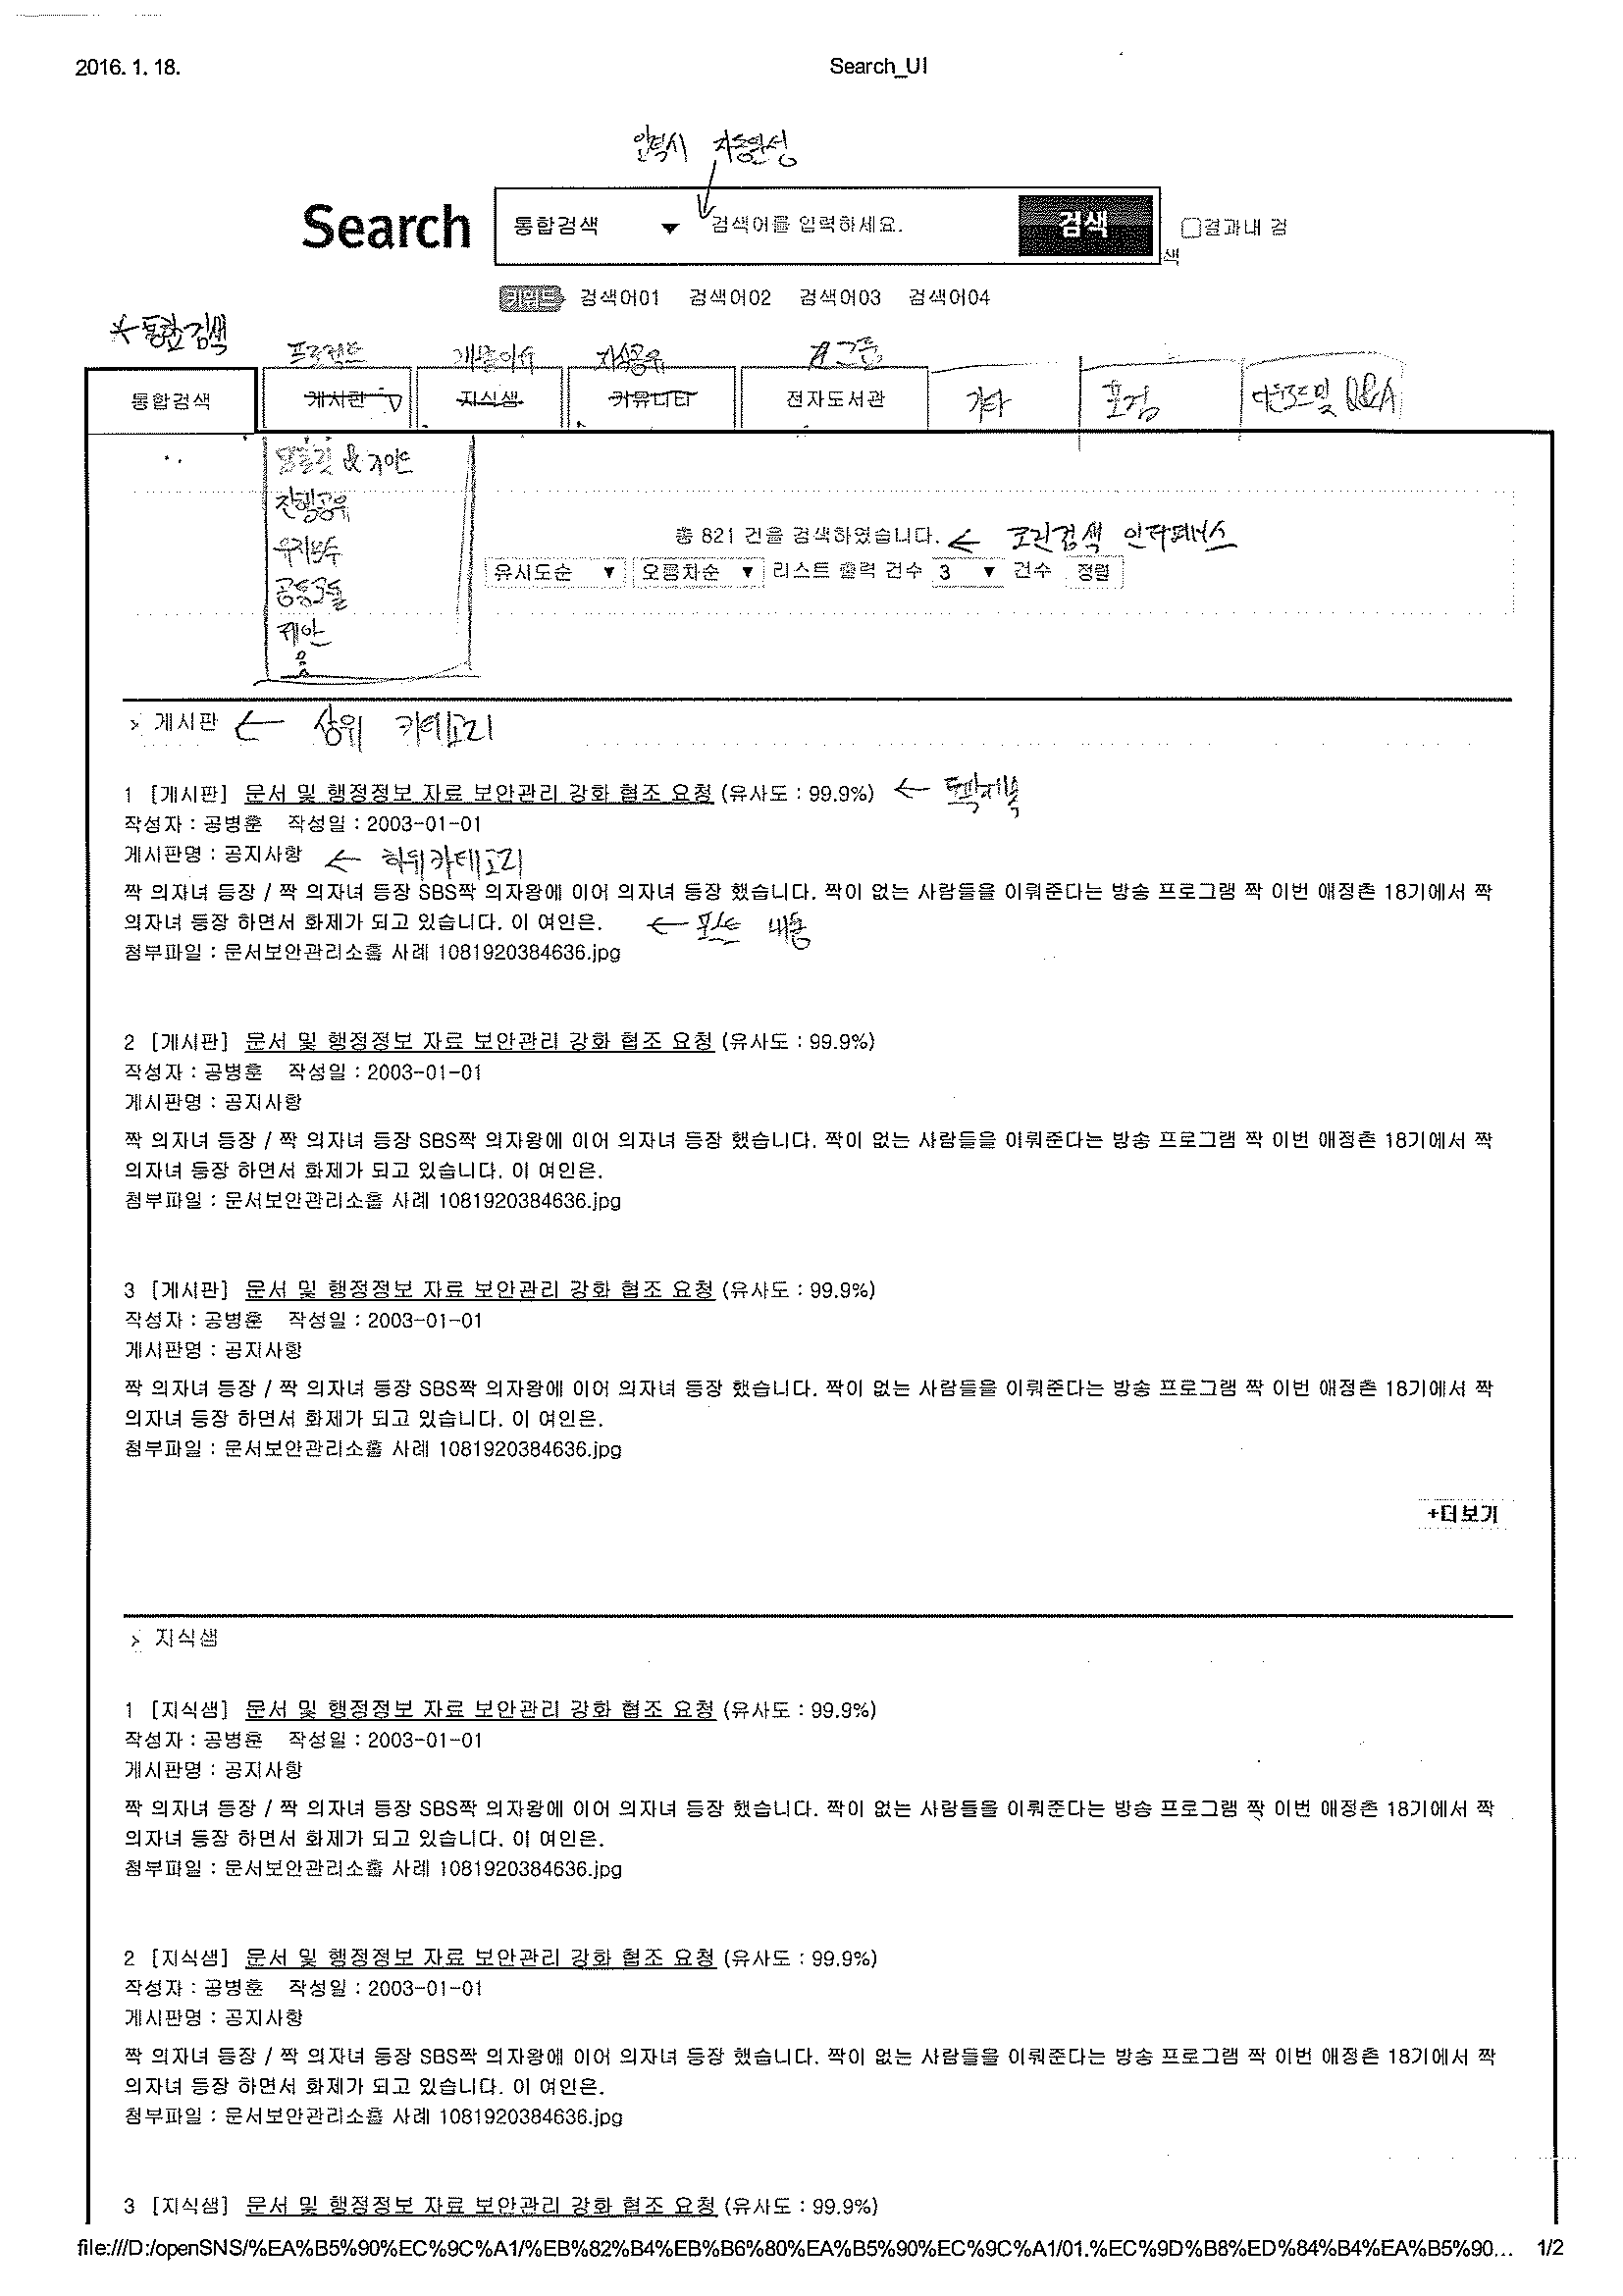 2016. 1. 18.
Search_UI
입력시 자동완성
Search
통합검색 ▼ 검색어를 입력하세요. 검색 □결과내 검
색
키워드 검색어01 검색어02 검색어03 검색어04
* 통합검색
프로젝트 개발이슈 지식공유 그룹
통합검색 게시판 ▽ 지식샘 커뮤니티 전자도서관 기타 및 Q&A
& 제안
진행공유
유지보수
제안
총 821 건을 검색하였습니다. ← 검색 인터페이스
유사도순 ▼ 오름차순 ▼ 리스트 출력 건수 3 ▼ 건수 정렬
> 게시판 ← 상위 카테고리
1 [게시판] 문서 및 행정정보 자료 보안관리 강화 협조 요청 (유사도 : 99.9%) ←
작성자 : 공병훈 작성일 : 2003-01-01
게시판명 : 공지사항 ← 하위카테고리
짝 의자녀 등장 / 짝 의자녀 등장 SBS짝 의자왕에 이어 의자녀 등장 했습니다. 짝이 없는 사람들을 이뤄준다는 방송 프로그램 짝 이번 애정촌 18기에서 짝
의자녀 등장 하면서 화제가 되고 있습니다. 이 여인은. ← 포스트 내용
첨부파일 : 문서보안관리소홀 사례 1081920384636.jpg
2 [게시판] 문서 및 행정정보 자료 보안관리 강화 협조 요청 (유사도 : 99.9%)
작성자 : 공병훈 작성일 : 2003-01-01
게시판명 : 공지사항
짝 의자녀 등장 / 짝 의자녀 등장 SBS짝 의자왕에 이어 의자녀 등장 했습니다. 짝이 없는 사람들을 이뤄준다는 방송 프로그램 짝 이번 애정촌 18기에서 짝
의자녀 등장 하면서 화제가 되고 있습니다. 이 여인은.
첨부파일 : 문서보안관리소홀 사례 1081920384636.jpg
3 [게시판] 문서 및 행정정보 자료 보안관리 강화 협조 요청 (유사도 : 99.9%)
작성자 : 공병훈 작성일 : 2003-01-01
게시판명 : 공지사항
짝 의자녀 등장 / 짝 의자녀 등장 SBS짝 의자왕에 이어 의자녀 등장 했습니다. 짝이 없는 사람들을 이뤄준다는 방송 프로그램 짝 이번 애정촌 18기에서 짝
의자녀 등장 하면서 화제가 되고 있습니다. 이 여인은.
첨부파일 : 문서보안관리소홀 사례 1081920384636.jpg
+더보기
> 지식샘
1 [지식샘] 문서 및 행정정보 자료 보안관리 강화 협조 요청 (유사도 : 99.9%)
작성자 : 공병훈 작성일 : 2003-01-01
게시판명 : 공지사항
짝 의자녀 등장 / 짝 의자녀 등장 SBS짝 의자왕에 이어 의자녀 등장 했습니다. 짝이 없는 사람들을 이뤄준다는 방송 프로그램 짝 이번 애정촌 18기에서 짝
의자녀 등장 하면서 화제가 되고 있습니다. 이 여인은.
첨부파일 : 문서보안관리소홀 사례 1081920384636.jpg
2 [지식샘] 문서 및 행정정보 자료 보안관리 강화 협조 요청 (유사도 : 99.9%)
작성자 : 공병훈 작성일 : 2003-01-01
게시판명 : 공지사항
짝 의자녀 등장 / 짝 의자녀 등장 SBS짝 의자왕에 이어 의자녀 등장 했습니다. 짝이 없는 사람들을 이뤄준다는 방송 프로그램 짝 이번 애정촌 18기에서 짝
의자녀 등장 하면서 화제가 되고 있습니다. 이 여인은.
첨부파일 : 문서보안관리소홀 사례 1081920384636.jpg
3 [지식샘] 문서 및 행정정보 자료 보안관리 강화 협조 요청 (유사도 : 99.9%)
file:///D:/openSNS/%EA%B5%90%EC%9C%A1/%EB%82%B4%EB%B6%80%EA%B5%90%EC%9C%A1/01.%EC%9D%B8%ED%84%B4%EA%B5%90... 1/2